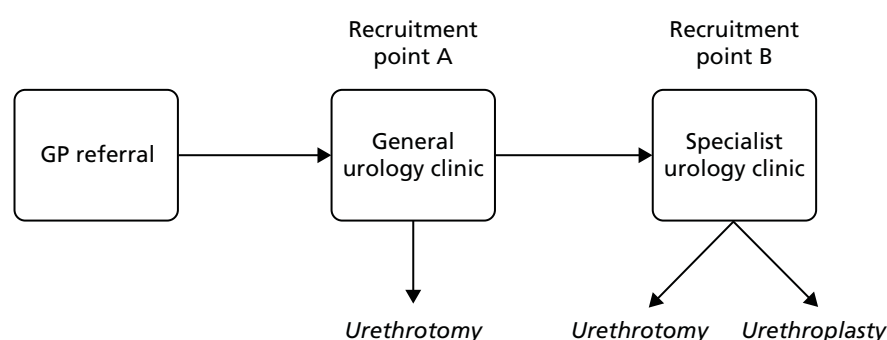 Recruitment
point A
Recruitment
point B
GP referral
General
urology clinic
Specialist
urology clinic
Urethrotomy
Urethrotomy
Urethroplasty